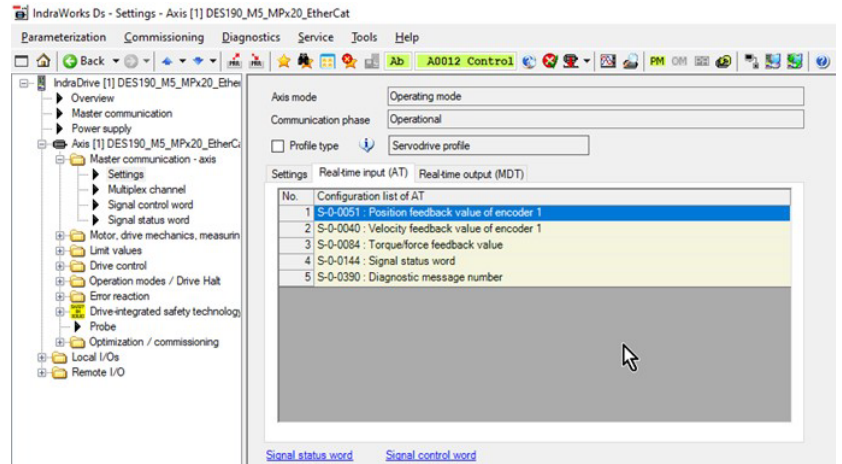 IndraWorks Ds - Settings - Axis [1] DES190_M5_MPx20_EtherCat
Parameterization Commissioning Diagnostics Service Tools Help
Back Ab A0012 Control PM OM
IndraDrive [1] DES190_M5_MPx20_Ether
Overview
Master communication
Power supply
Axis [1] DES190_M5_MPx20_EtherCa
Master communication - axis
Settings
Multiplex channel
Signal control word
Signal status word
Motor, drive mechanics, measurin
Limit values
Drive control
Operation modes / Drive Halt
Error reaction
Drive-integrated safety technology
Probe
Optimization / commissioning
Local I/Os
Remote I/O
Axis mode Operating mode
Communication phase Operational
Profile type Servodrive profile
Settings Real-time input (AT) Real-time output (MDT)
No. Configuration list of AT
1 S-0-0051 : Position feedback value of encoder 1
2 S-0-0040 : Velocity feedback value of encoder 1
3 S-0-0084 : Torque/force feedback value
4 S-0-0144 : Signal status word
5 S-0-0390 : Diagnostic message number
Signal status word Signal control word